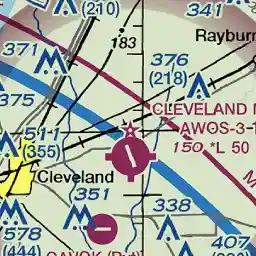 (210)
183
371
Rayburn
376
(218)
341
375
CLEVELAND
AWOS-3
150 *L 50
511
(355)
Cleveland
351
338
578
(444)
407